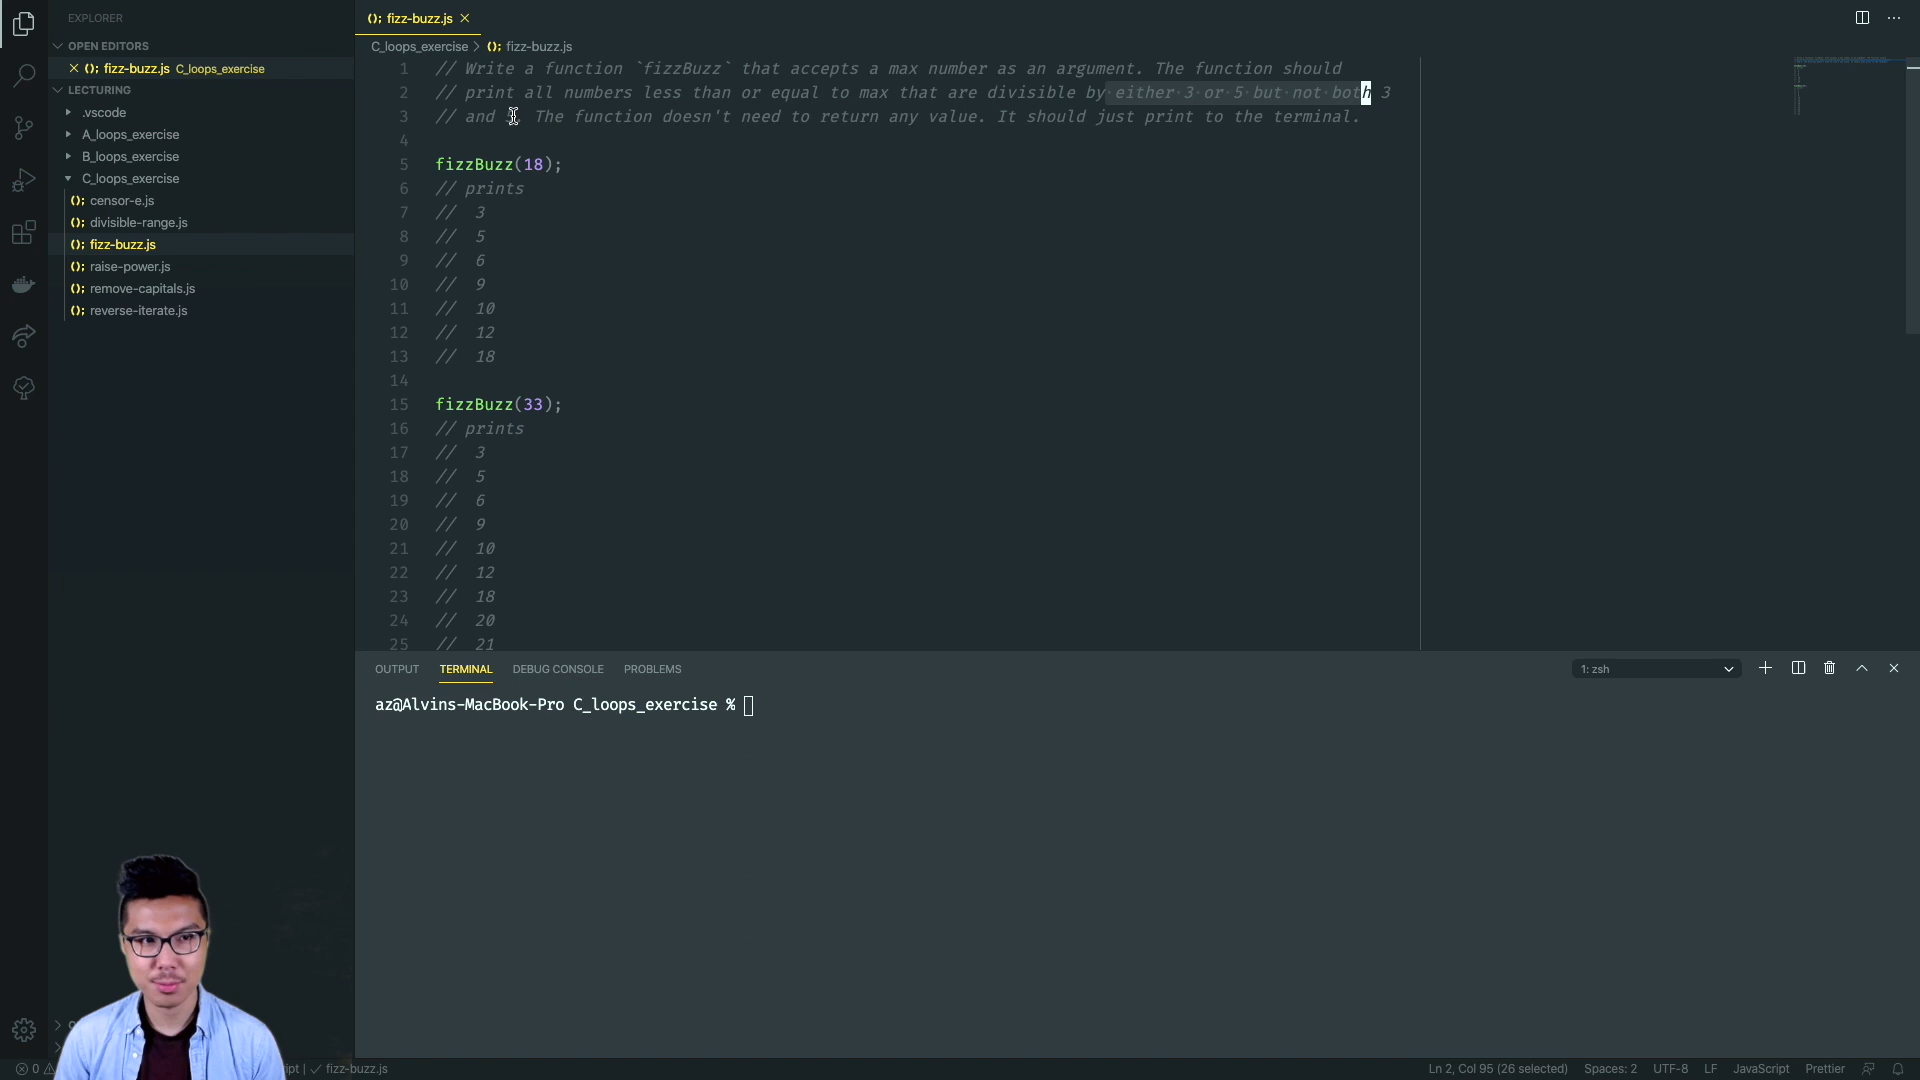 EXPLORER
OPEN EDITORS
fizz-buzz.js C_loops_exercise
LECTURING
.vscode
A_loops_exercise
B_loops_exercise
C_loops_exercise
(); censor-e.js
(); divisible-range.js
(); fizz-buzz.js
(); raise-power.js
(); remove-capitals.js
(); reverse-iterate.js
(); fizz-buzz.js
C_loops_exercise > (); fizz-buzz.js
1 // Write a function `fizzBuzz` that accepts a max number as an argument. The function should
2 // print all numbers less than or equal to max that are divisible by either 3 or 5 but not both 3
3 // and The function doesn't need to return any value. It should just print to the terminal.
4
5 fizzBuzz(18);
6 // prints
7 // 3
8 // 5
9 // 6
10 // 9
11 // 10
12 // 12
13 // 18
14
15 fizzBuzz(33);
16 // prints
17 // 3
18 // 5
19 // 6
20 // 9
21 // 10
22 // 12
23 // 18
24 // 20
25 // 21
OUTPUT TERMINAL DEBUG CONSOLE PROBLEMS
1: zsh
az@Alvins-MacBook-Pro C_loops_exercise %
0
ipt | ✓ fizz-buzz.js
Ln 2, Col 95 (26 selected) Spaces: 2 UTF-8 LF JavaScript Prettier